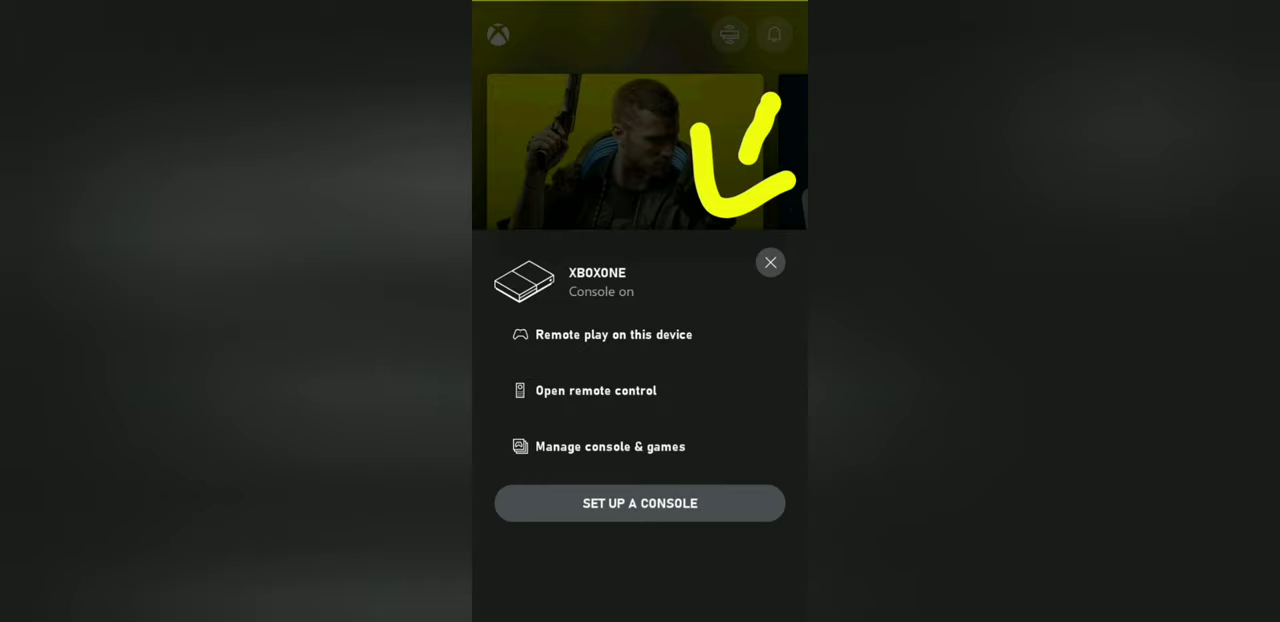 XBOXONE
Console on
Remote play on this device
Open remote control
Manage console & games
SET UP A CONSOLE